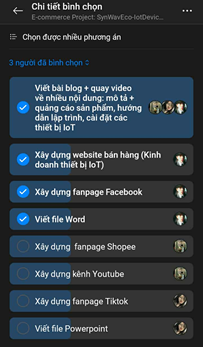 Chi tiết bình chọn
E-commerce Project: SynWavEco-IotDevic...
Chọn được nhiều phương án
3 người đã bình chọn
Viết bài blog + quay video
về nhiều nội dung: mô tả +
quảng cáo sản phẩm, hướng
dẫn lập trình, cài đặt các
thiết bị IoT
Xây dựng website bán hàng (Kinh
doanh thiết bị IoT)
Xây dựng fanpage Facebook
Viết file Word
Xây dựng fanpage Shopee
Xây dựng kênh Youtube
Xây dựng fanpage Tiktok
Viết file Powerpoint